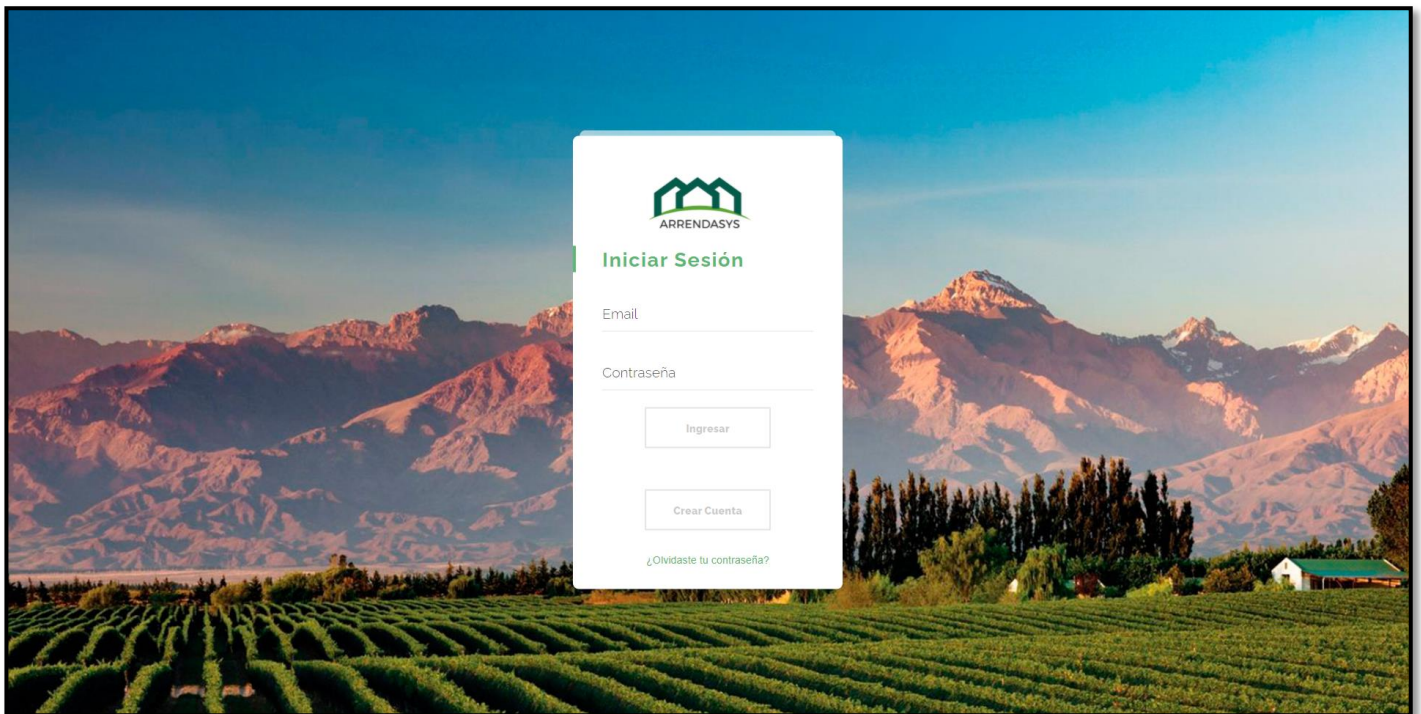 ARRENDASYS
Iniciar Sesión
Email
Contraseña
Ingresar
Crear Cuenta
¿Olvidaste tu contraseña?